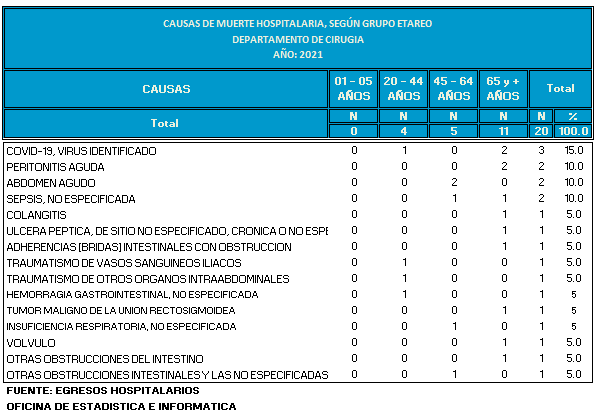 CAUSAS DE MUERTE HOSPITALARIA, SEGÚN GRUPO ETAREO
DEPARTAMENTO DE CIRUGIA
AÑO: 2021
CAUSAS 01 – 05 AÑOS 20 – 44 AÑOS 45 – 64 AÑOS 65 y + AÑOS Total
N N N N N %
Total 0 4 5 11 20 100.0
COVID-19, VIRUS IDENTIFICADO 0 1 0 2 3 15.0
PERITONITIS AGUDA 0 0 0 2 2 10.0
ABDOMEN AGUDO 0 0 2 0 2 10.0
SEPSIS, NO ESPECIFICADA 0 0 1 1 2 10.0
COLANGITIS 0 0 0 1 1 5.0
ULCERA PEPTICA, DE SITIO NO ESPECIFICADO, CRONICA O NO ESPE 0 0 0 1 1 5.0
ADHERENCIAS [BRIDAS] INTESTINALES CON OBSTRUCCION 0 0 0 1 1 5.0
TRAUMATISMO DE VASOS SANGUINEOS ILIACOS 0 1 0 0 1 5.0
TRAUMATISMO DE OTROS ORGANOS INTRAABDOMINALES 0 1 0 0 1 5.0
HEMORRAGIA GASTROINTESTINAL, NO ESPECIFICADA 0 1 0 0 1 5
TUMOR MALIGNO DE LA UNION RECTOSIGMOIDEA 0 0 0 1 1 5
INSUFICIENCIA RESPIRATORIA, NO ESPECIFICADA 0 0 1 0 1 5
VOLVULO 0 0 0 1 1 5.0
OTRAS OBSTRUCCIONES DEL INTESTINO 0 0 0 1 1 5.0
OTRAS OBSTRUCCIONES INTESTINALES Y LAS NO ESPECIFICADAS 0 0 1 0 1 5.0
FUENTE: EGRESOS HOSPITALARIOS
OFICINA DE ESTADISTICA E INFORMATICA